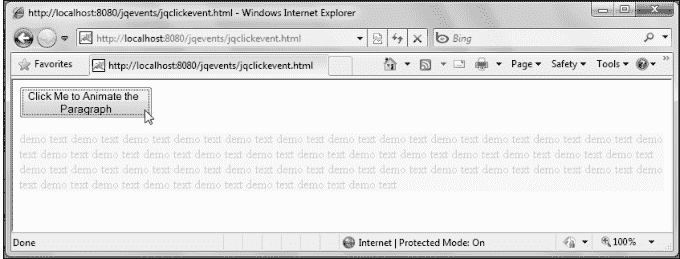 http://localhost:8080/jqevents/jqclickevent.html - Windows Internet Explorer
http://localhost:8080/jqevents/jqclickevent.html
Bing
Favorites
http://localhost:8080/jqevents/jqclickevent.html
Page
Safety
Tools
Click Me to Animate the
Paragraph
demo text demo text demo text demo text demo text demo text demo text demo text demo text demo text demo text demo text demo
text demo text demo text demo text demo text demo text demo text demo text demo text demo text demo text demo text demo text
demo text demo text demo text demo text demo text demo text demo text demo text demo text demo text demo text demo text demo
text demo text demo text demo text demo text demo text demo text demo text
Done
Internet | Protected Mode: On
100%